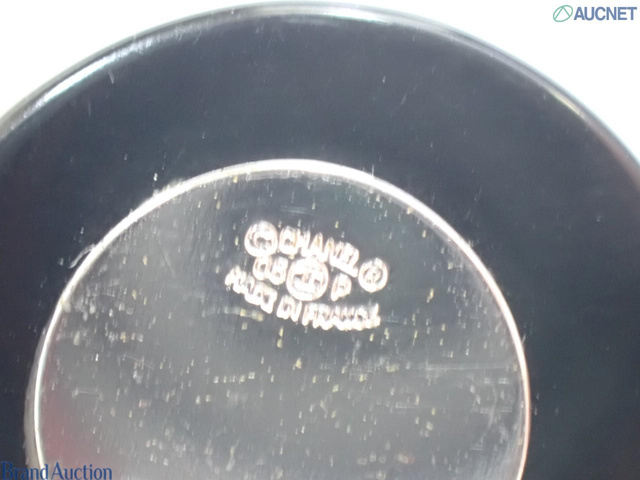 AUCNET
© CHANEL ®
05 P
MADE IN FRANCE
Brand Auction